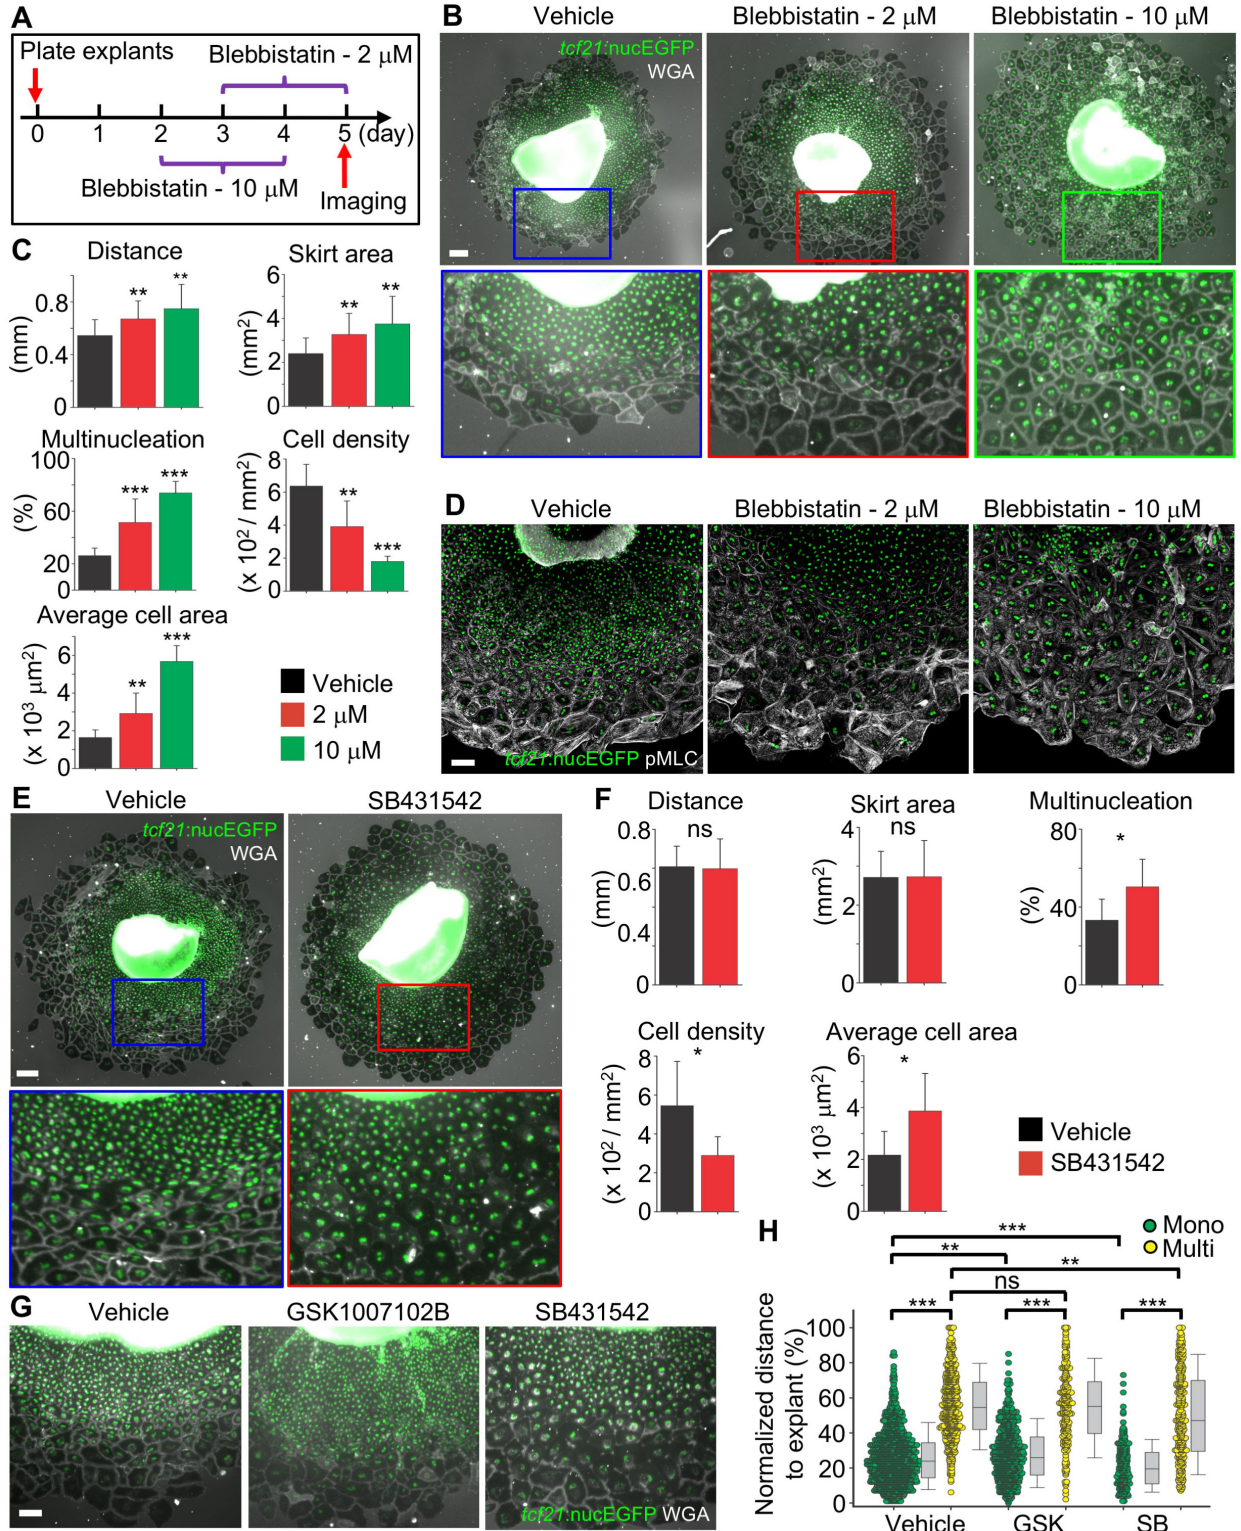 A
Plate explants
Blebbistatin - 2 μM
0 1 2 3 4 5 (day)
Blebbistatin - 10 μM
Imaging
B
Vehicle
Blebbistatin - 2 μM
Blebbistatin - 10 μM
tcf21:nucEGFP
WGA
C
Distance
(mm)
0.8
0.4
0
** **
Skirt area
(mm²)
6
4
2
0
** **
Multinucleation
(%)
100
60
20
0
*** ***
Cell density
(x 10² / mm²)
8
6
4
2
0
** ***
Average cell area
(x 10³ μm²)
6
4
2
0
** ***
Vehicle
2 μM
10 μM
D
Vehicle
Blebbistatin - 2 μM
Blebbistatin - 10 μM
tcf21:nucEGFP pMLC
E
Vehicle
SB431542
tcf21:nucEGFP
WGA
F
Distance
ns
(mm)
0.8
0.6
0.4
0
Skirt area
ns
(mm²)
4
2
0
Multinucleation
*
(%)
80
40
0
Cell density
*
(x 10² / mm²)
8
6
4
2
0
Average cell area
*
(x 10³ μm²)
6
4
2
0
Vehicle
SB431542
G
Vehicle
GSK1007102B
SB431542
tcf21:nucEGFP WGA
H
Mono
Multi
***
**
**
ns
*** *** ***
Normalized distance
to explant (%)
100
80
60
40
20
0
Vehicle GSK SB